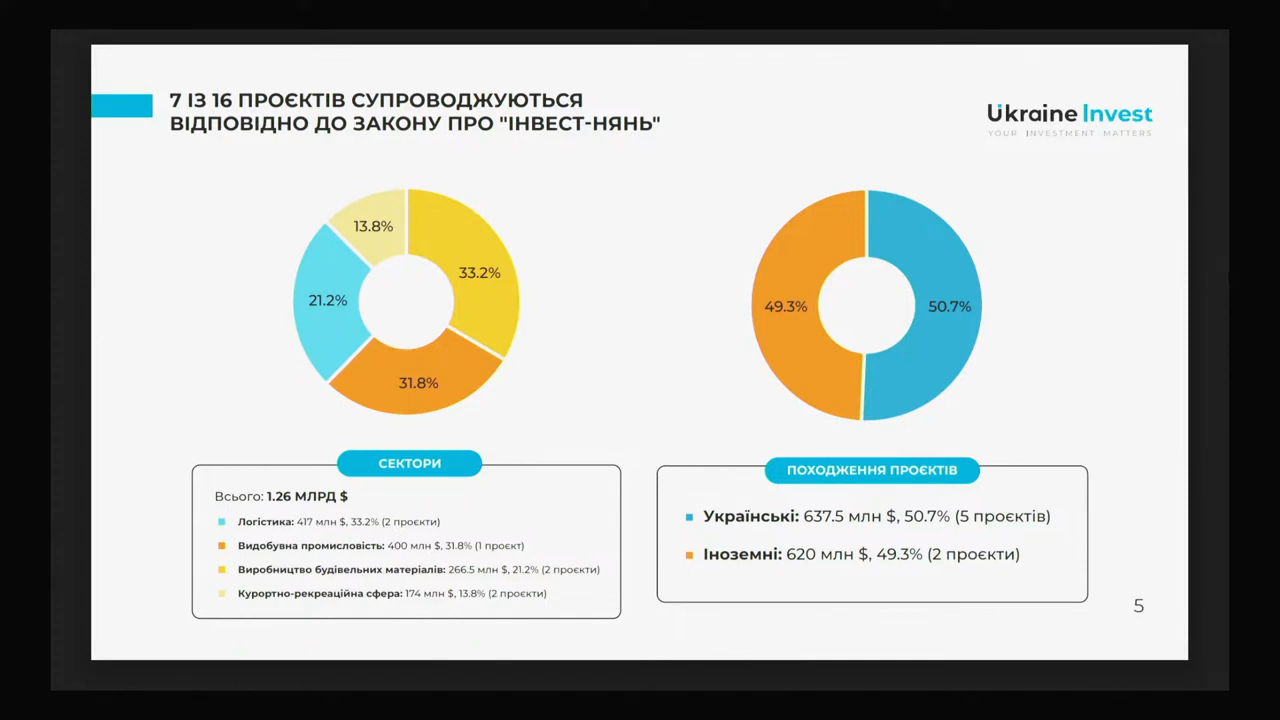 7 ІЗ 16 ПРОЄКТІВ СУПРОВОДЖУЮТЬСЯ
ВІДПОВІДНО ДО ЗАКОНУ ПРО "ІНВЕСТ-НЯНЬ"
Ukraine Invest
YOUR INVESTMENT MATTERS
13.8%
33.2%
21.2%
31.8%
49.3%
50.7%
СЕКТОРИ
Всього: 1.26 МЛРД $
Логістика: 417 млн $, 33.2% (2 проєкти)
Видобувна промисловість: 400 млн $, 31.8% (1 проєкт)
Виробництво будівельних матеріалів: 266.5 млн $, 21.2% (2 проєкти)
Курортно-рекреаційна сфера: 174 млн $, 13.8% (2 проєкти)
ПОХОДЖЕННЯ ПРОЄКТІВ
Українські: 637.5 млн $, 50.7% (5 проєктів)
Іноземні: 620 млн $, 49.3% (2 проєкти)
5